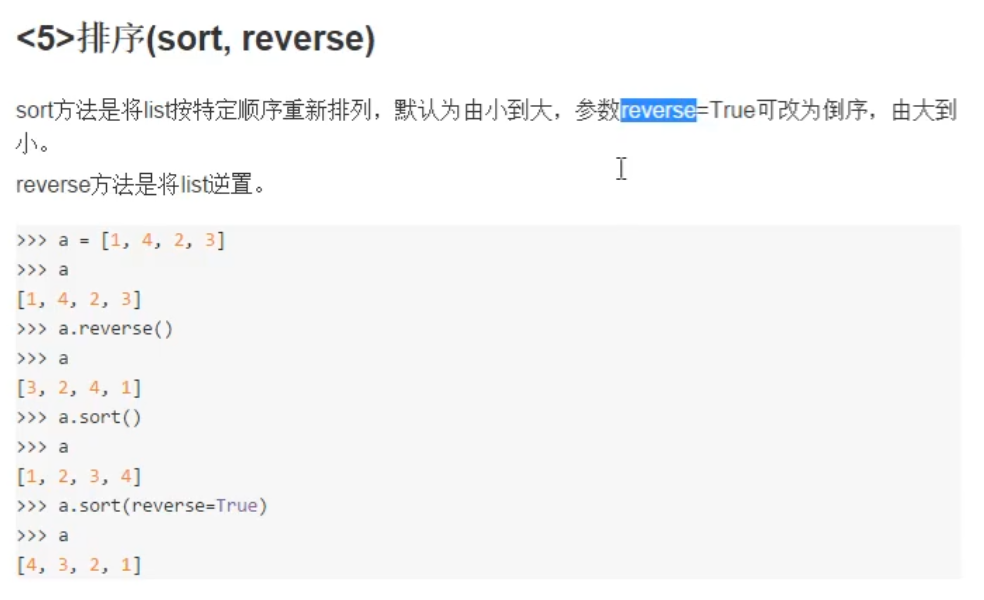 <5>排序(sort, reverse)
sort方法是将list按特定顺序重新排列，默认为由小到大，参数reverse=True可改为倒序，由大到
小。
reverse方法是将list逆置。
>>> a = [1, 4, 2, 3]
>>> a
[1, 4, 2, 3]
>>> a.reverse()
>>> a
[3, 2, 4, 1]
>>> a.sort()
>>> a
[1, 2, 3, 4]
>>> a.sort(reverse=True)
>>> a
[4, 3, 2, 1]